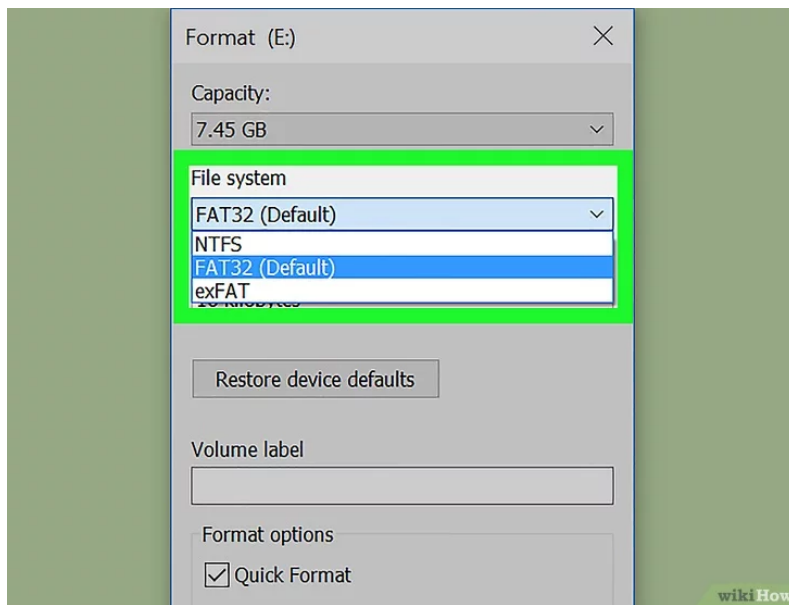 Format (E:)
Capacity:
7.45 GB
File system
FAT32 (Default)
NTFS
FAT32 (Default)
exFAT
Restore device defaults
Volume label
Format options
Quick Format
wikiHow